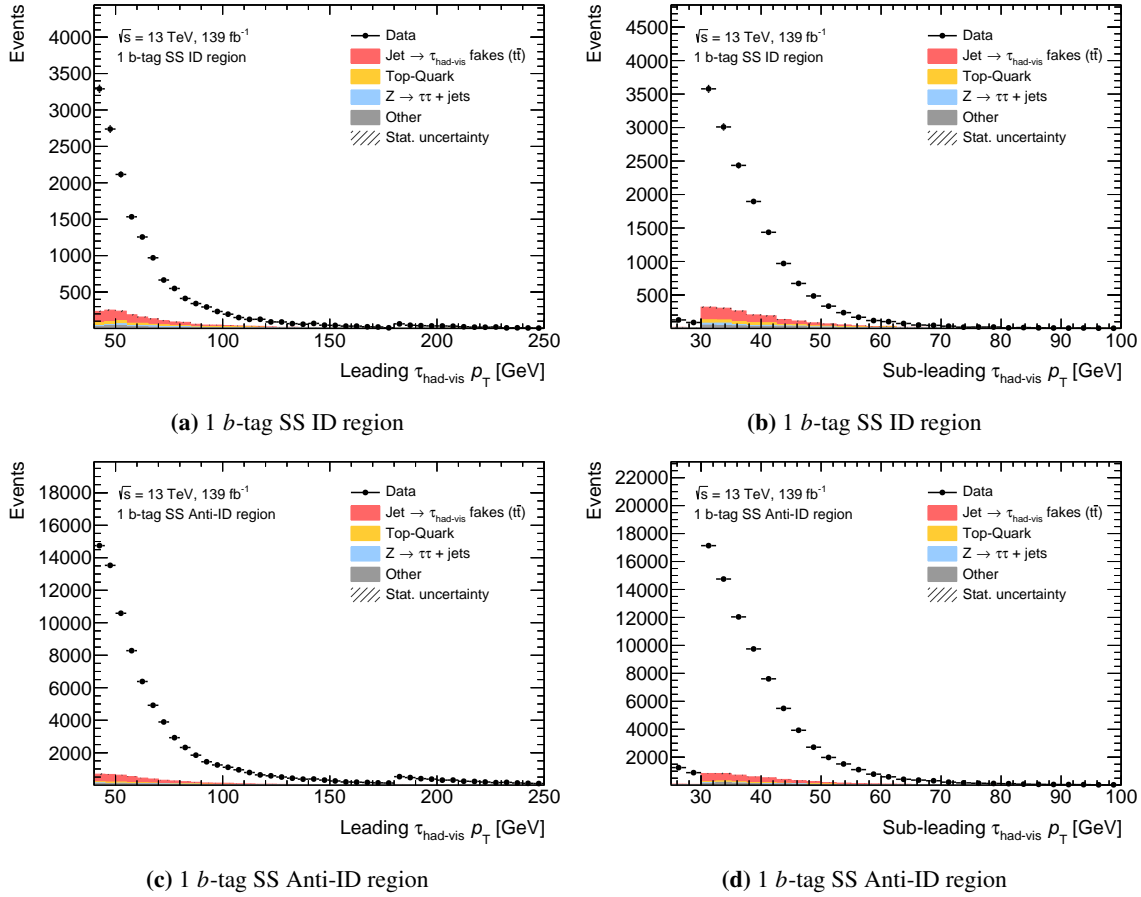 Events
4000
3500
3000
2500
2000
1500
1000
500
√s = 13 TeV, 139 fb⁻¹
1 b-tag SS ID region
Data
Jet → τhad-vis fakes (tt̄)
Top-Quark
Z → ττ + jets
Other
Stat. uncertainty
50 100 150 200 250
Leading τhad-vis pT [GeV]
(a) 1 b-tag SS ID region
Events
4500
4000
3500
3000
2500
2000
1500
1000
500
√s = 13 TeV, 139 fb⁻¹
1 b-tag SS ID region
Data
Jet → τhad-vis fakes (tt̄)
Top-Quark
Z → ττ + jets
Other
Stat. uncertainty
30 40 50 60 70 80 90 100
Sub-leading τhad-vis pT [GeV]
(b) 1 b-tag SS ID region
Events
18000
16000
14000
12000
10000
8000
6000
4000
2000
√s = 13 TeV, 139 fb⁻¹
1 b-tag SS Anti-ID region
Data
Jet → τhad-vis fakes (tt̄)
Top-Quark
Z → ττ + jets
Other
Stat. uncertainty
50 100 150 200 250
Leading τhad-vis pT [GeV]
(c) 1 b-tag SS Anti-ID region
Events
22000
20000
18000
16000
14000
12000
10000
8000
6000
4000
2000
√s = 13 TeV, 139 fb⁻¹
1 b-tag SS Anti-ID region
Data
Jet → τhad-vis fakes (tt̄)
Top-Quark
Z → ττ + jets
Other
Stat. uncertainty
30 40 50 60 70 80 90 100
Sub-leading τhad-vis pT [GeV]
(d) 1 b-tag SS Anti-ID region